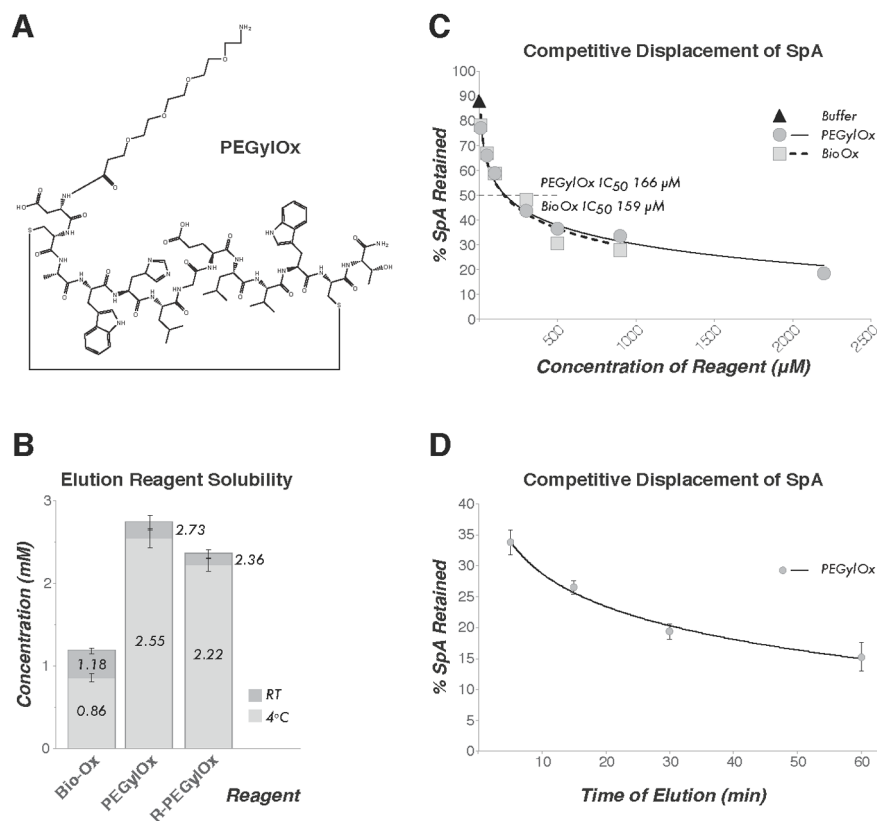 A
NH2
PEGylOx
C
Competitive Displacement of SpA
% SpA Retained
100
90
80
70
60
50
40
30
20
10
0
Buffer
PEGylOx
BioOx
PEGylOx IC50 166 µM
BioOx IC50 159 µM
500
1000
1500
2000
2500
Concentration of Reagent (µM)
B
Elution Reagent Solubility
Concentration (mM)
3
2
1
0
2.73
2.36
1.18
2.55
2.22
0.86
RT
4°C
Bio-Ox
PEGylOx
R-PEGylOx
Reagent
D
Competitive Displacement of SpA
% SpA Retained
40
35
30
25
20
15
10
5
0
PEGylOx
10
20
30
40
50
60
Time of Elution (min)